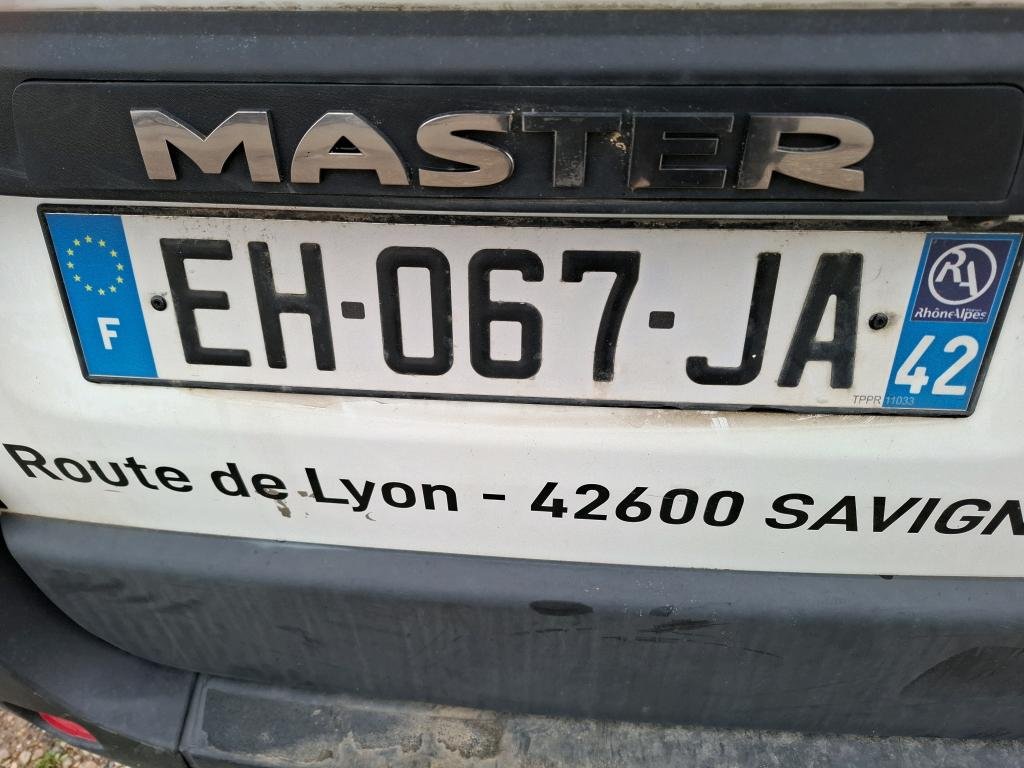 MASTER
F
EH-067-JA
RA
RhôneAlpes
42
TPPR 11033
Route de Lyon - 42600 SAVIGN